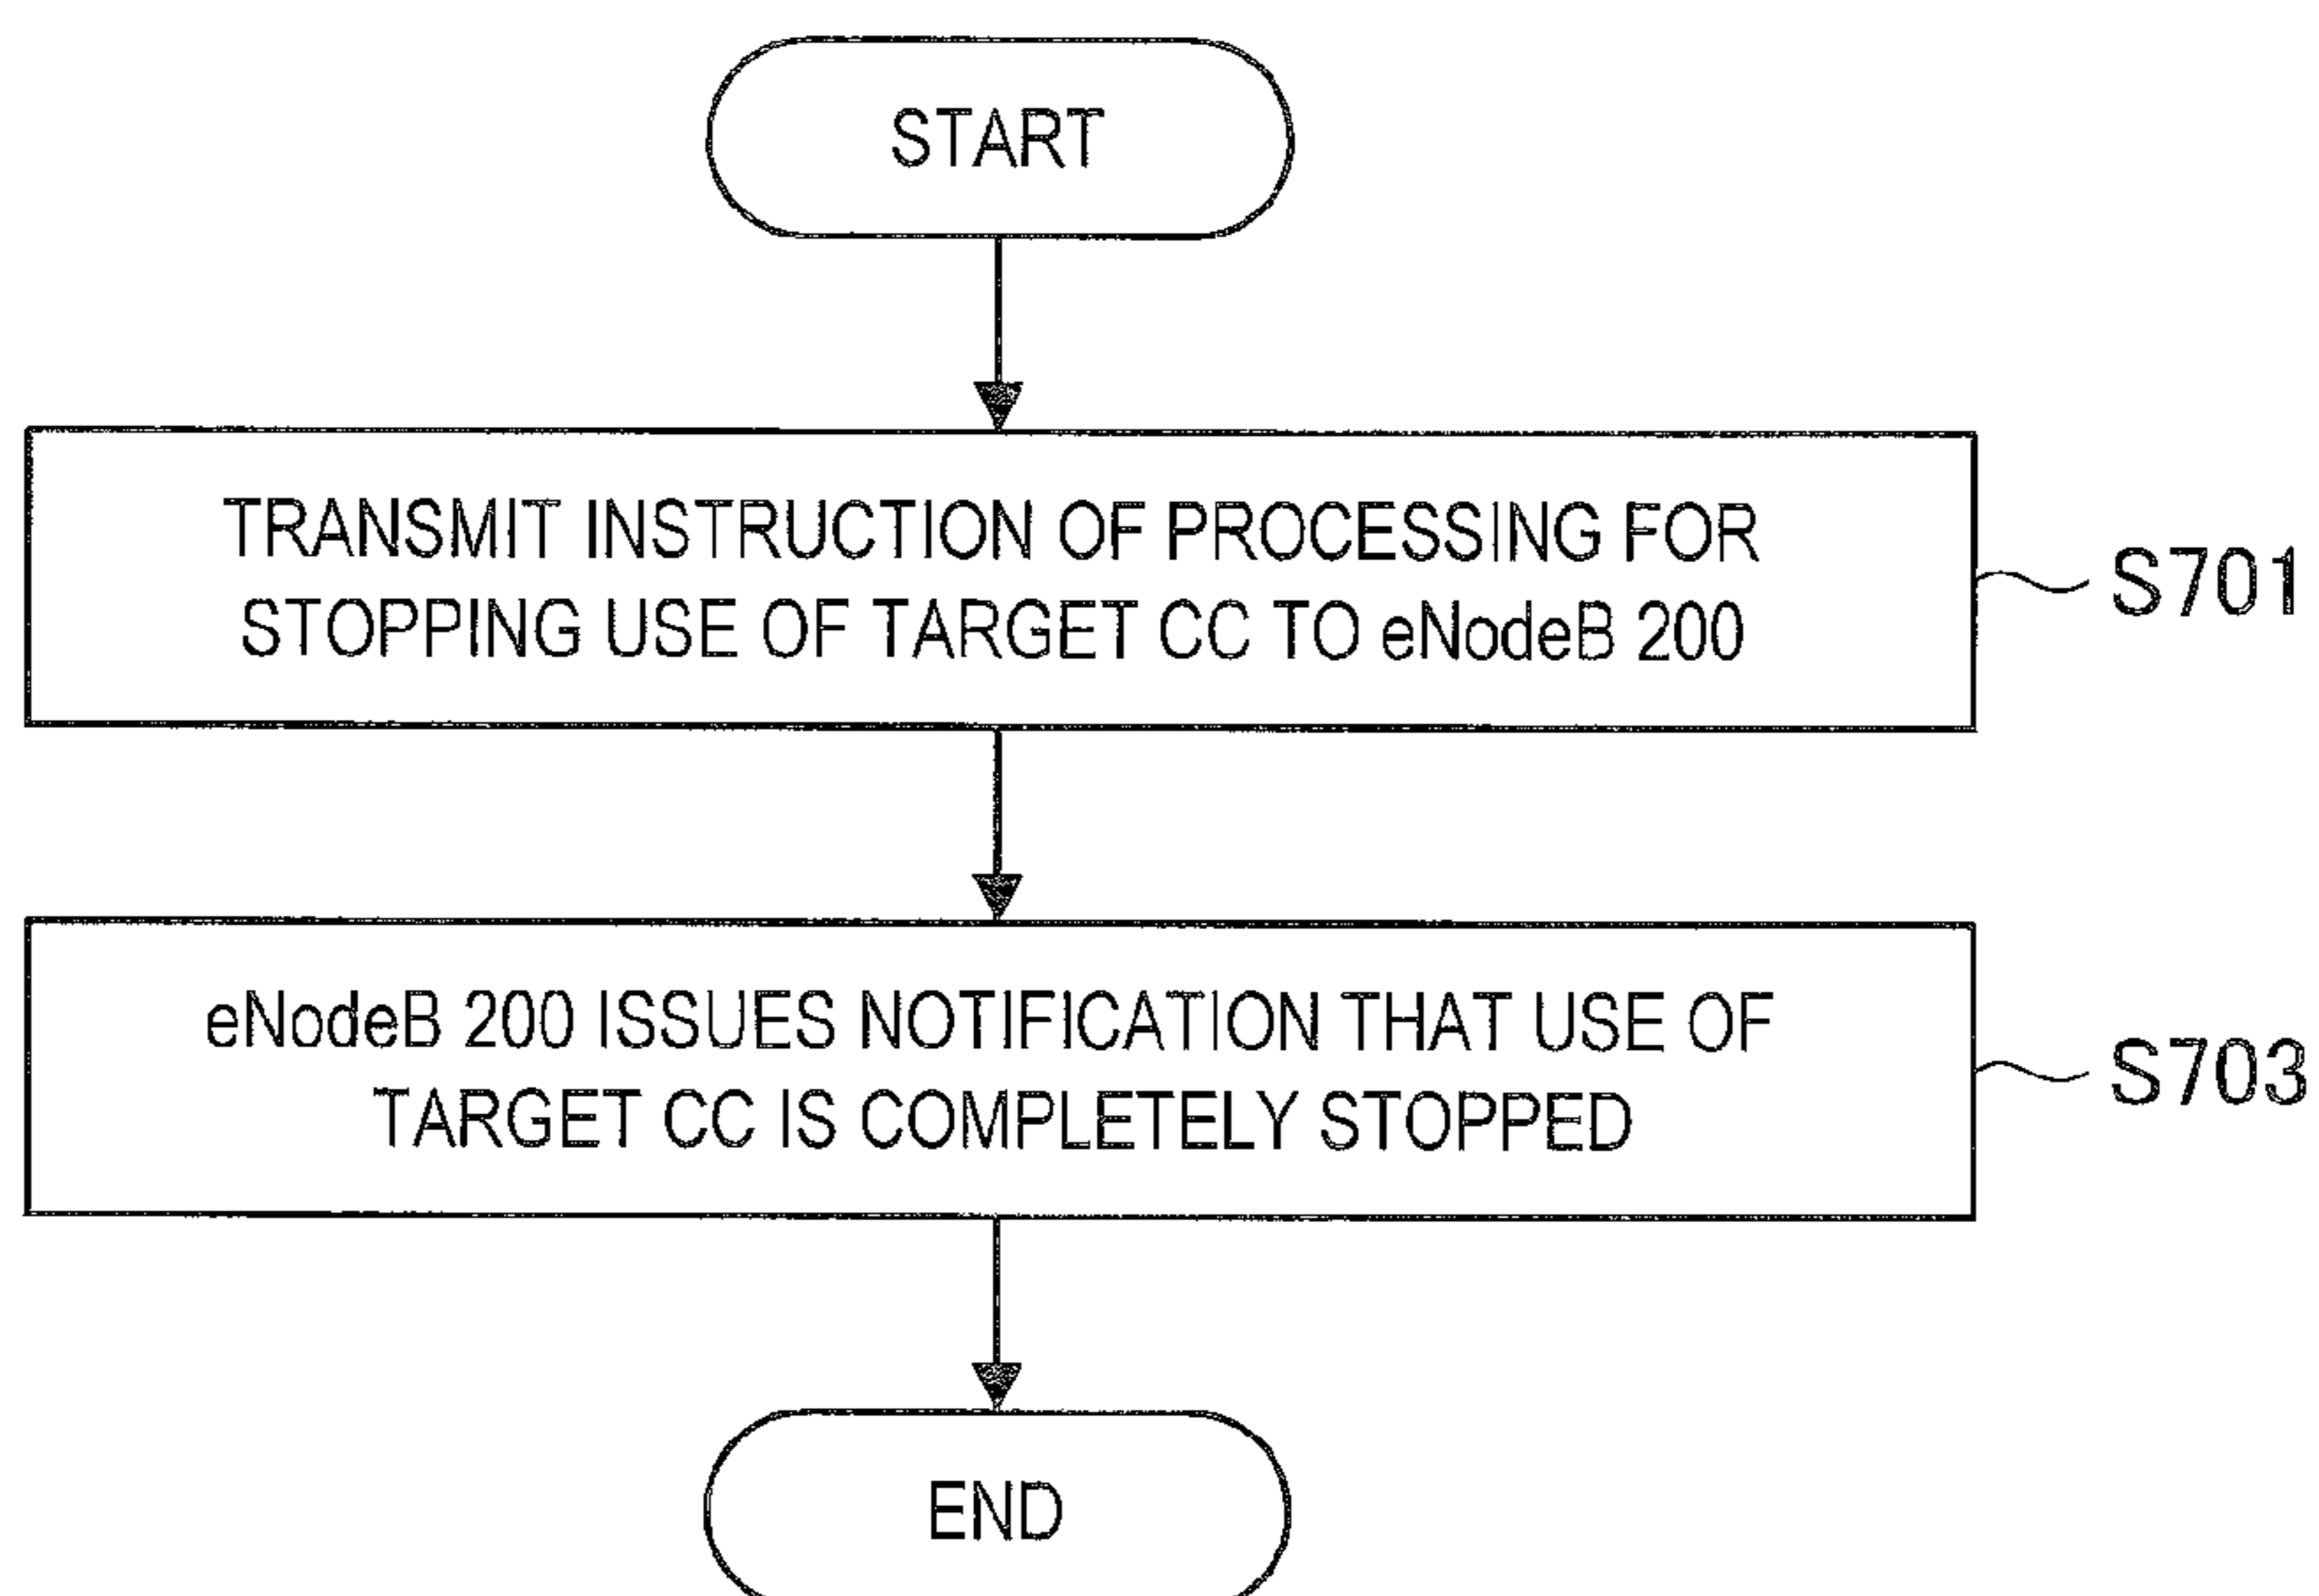 START
TRANSMIT INSTRUCTION OF PROCESSING FOR
STOPPING USE OF TARGET CC TO eNodeB 200
S701
eNodeB 200 ISSUES NOTIFICATION THAT USE OF
TARGET CC IS COMPLETELY STOPPED
S703
END